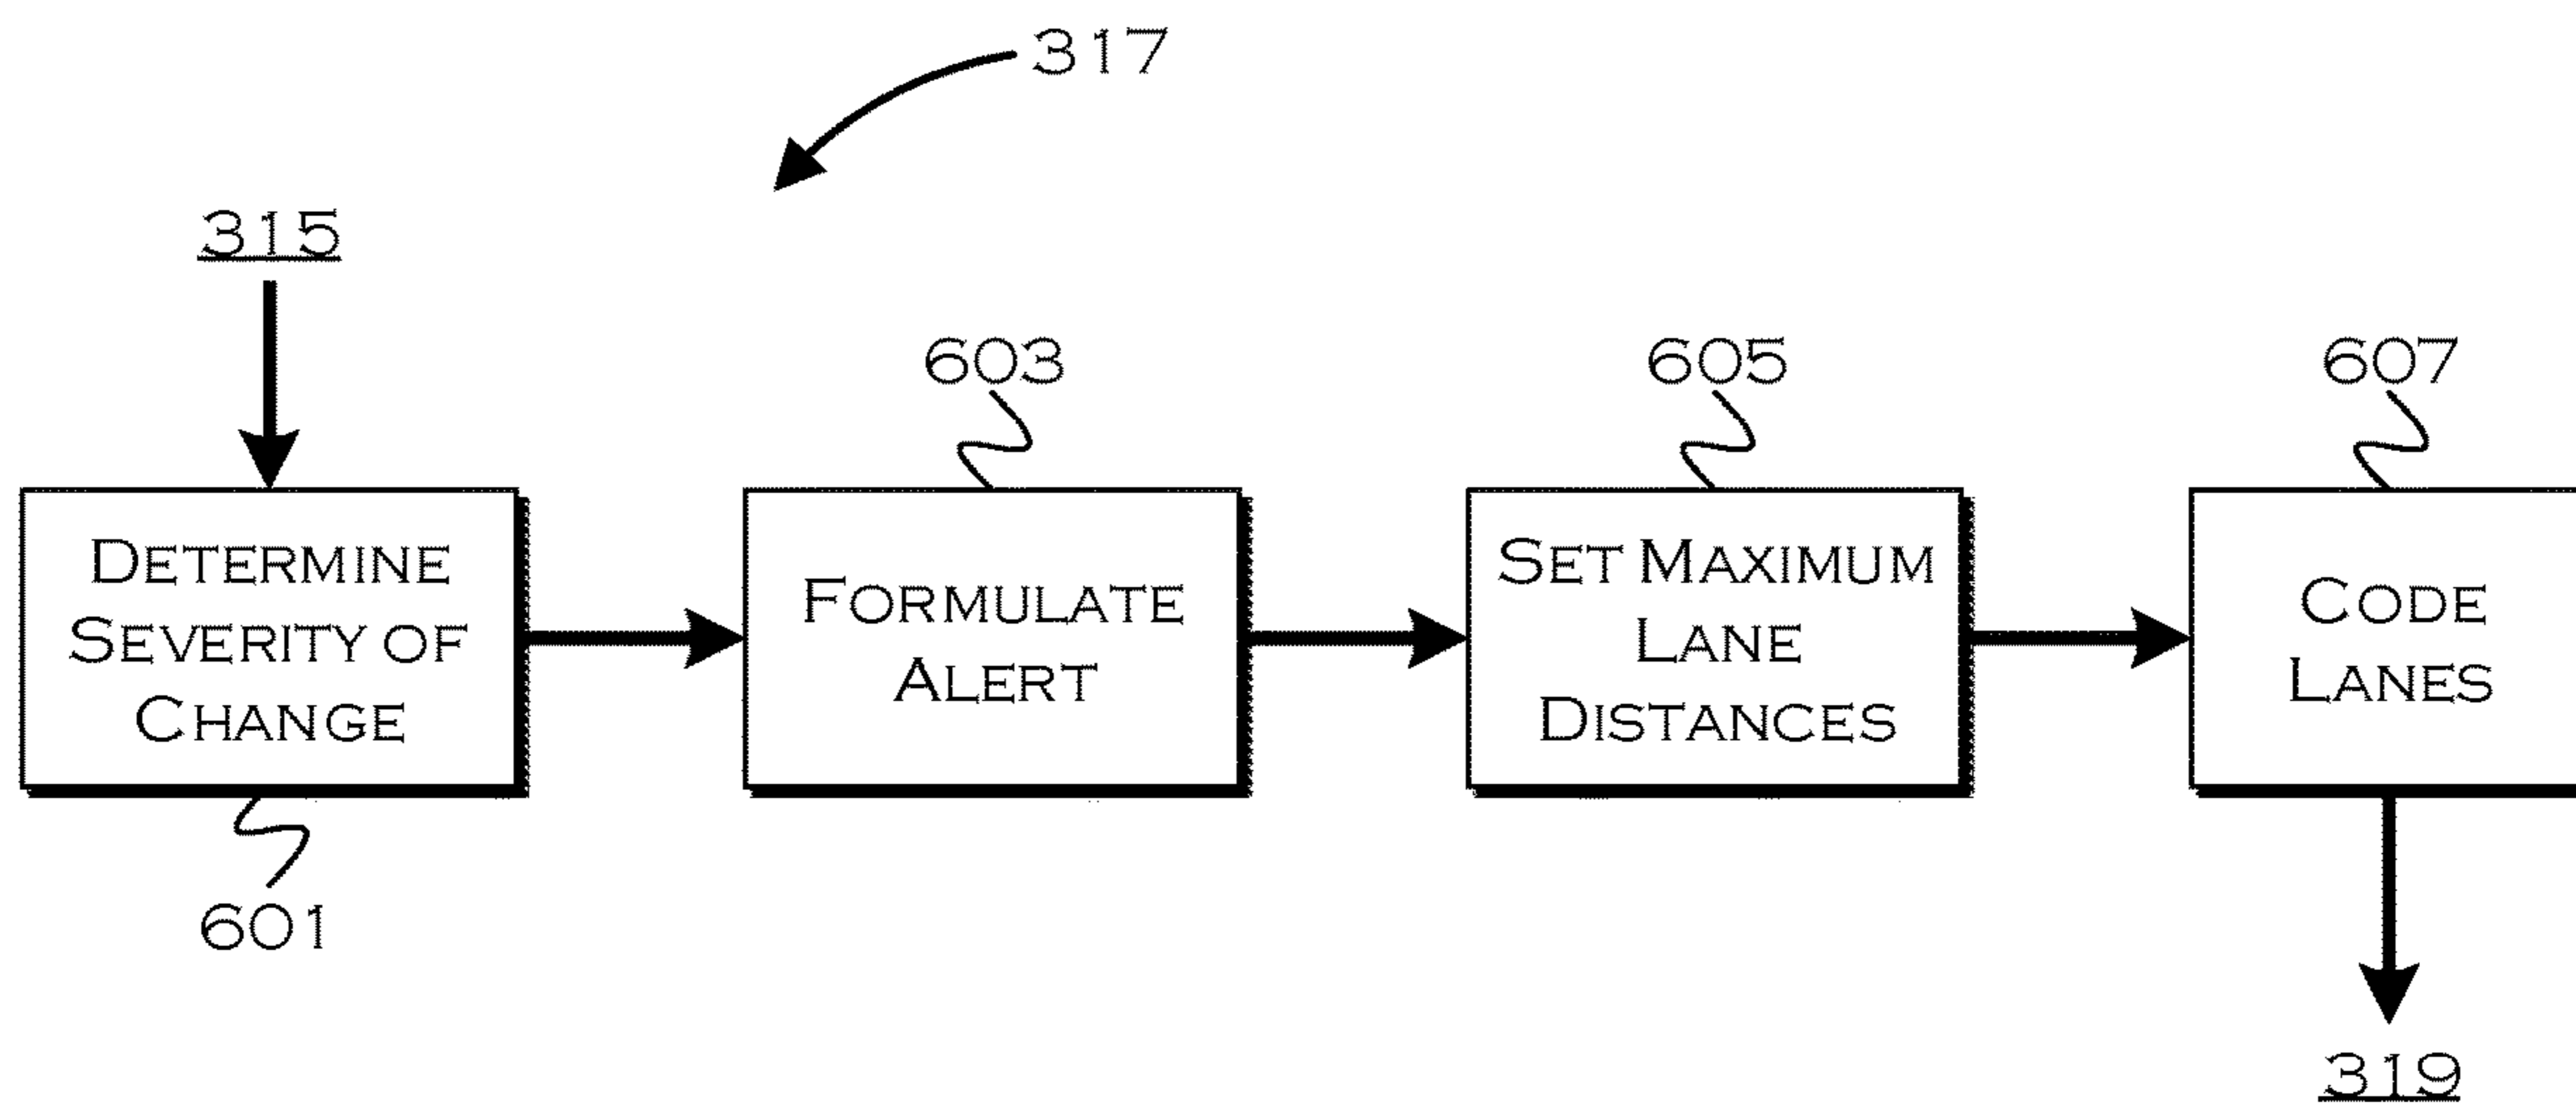 317
315
603
605
607
DETERMINE
SEVERITY OF
CHANGE
FORMULATE
ALERT
SET MAXIMUM
LANE
DISTANCES
CODE
LANES
601
319